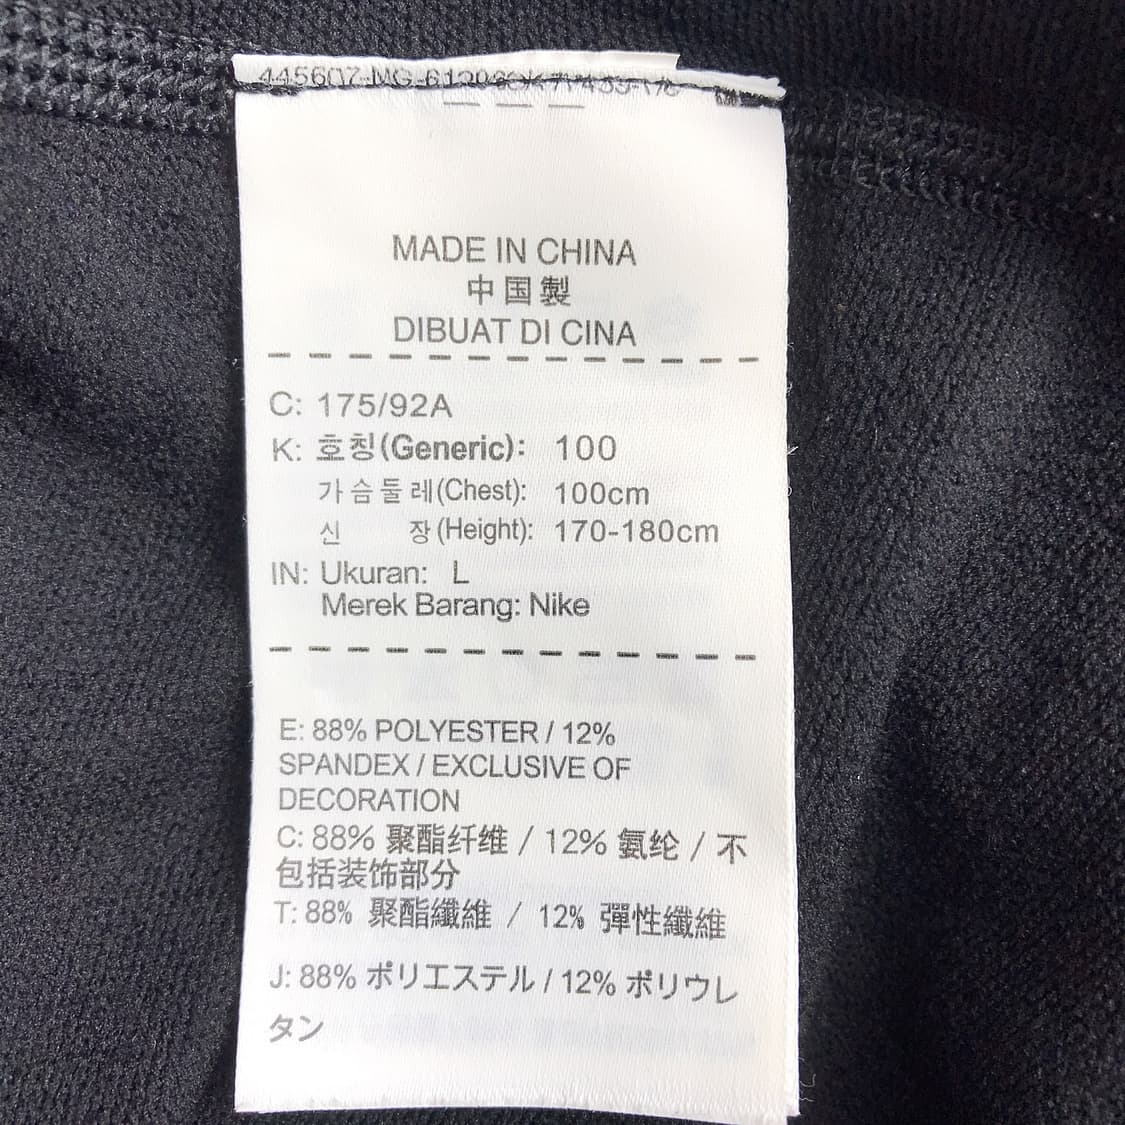 MADE IN CHINA
中国製
DIBUAT DI CINA
C: 175/92A
K: 호칭(Generic): 100
가슴둘레(Chest): 100cm
신 장(Height): 170-180cm
IN: Ukuran: L
Merek Barang: Nike
E: 88% POLYESTER / 12%
SPANDEX / EXCLUSIVE OF
DECORATION
C: 88% 聚酯纤维 / 12% 氨纶 / 不
包括装饰部分
T: 88% 聚酯纖維 / 12% 彈性纖維
J: 88% ポリエステル / 12% ポリウレ
タン